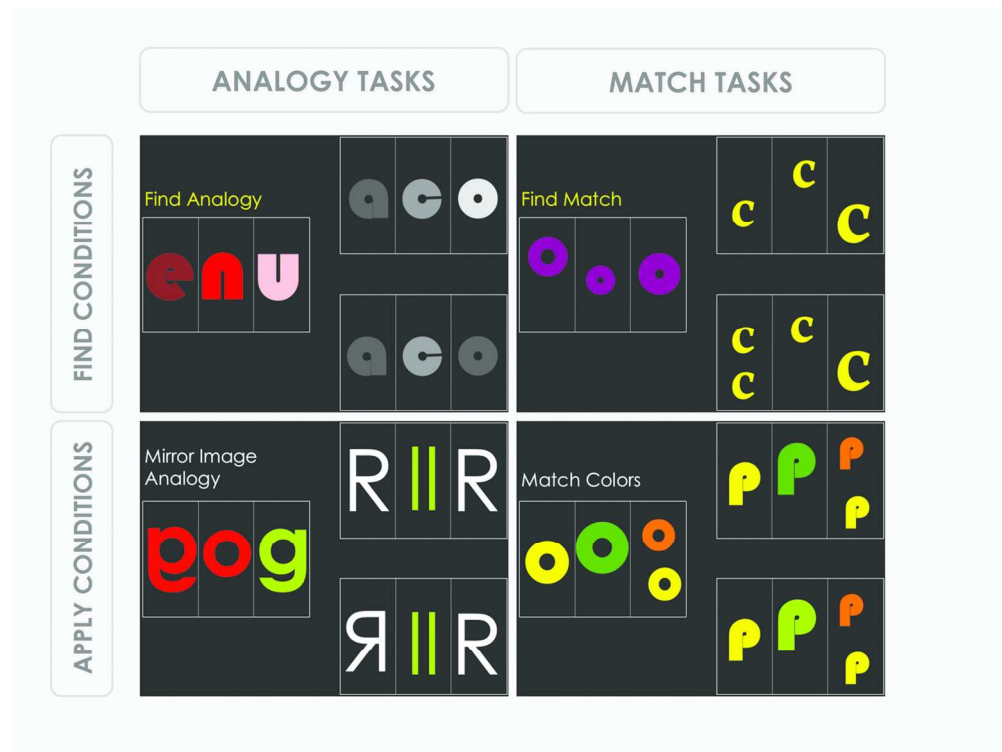 ANALOGY TASKS
MATCH TASKS
FIND CONDITIONS
Find Analogy
e n u
a c o
a c o
Find Match
o o o
c c c
c c c c
APPLY CONDITIONS
Mirror Image
Analogy
g o g
R || R
Я || R
Match Colors
o o o o
p p p p
p p p p